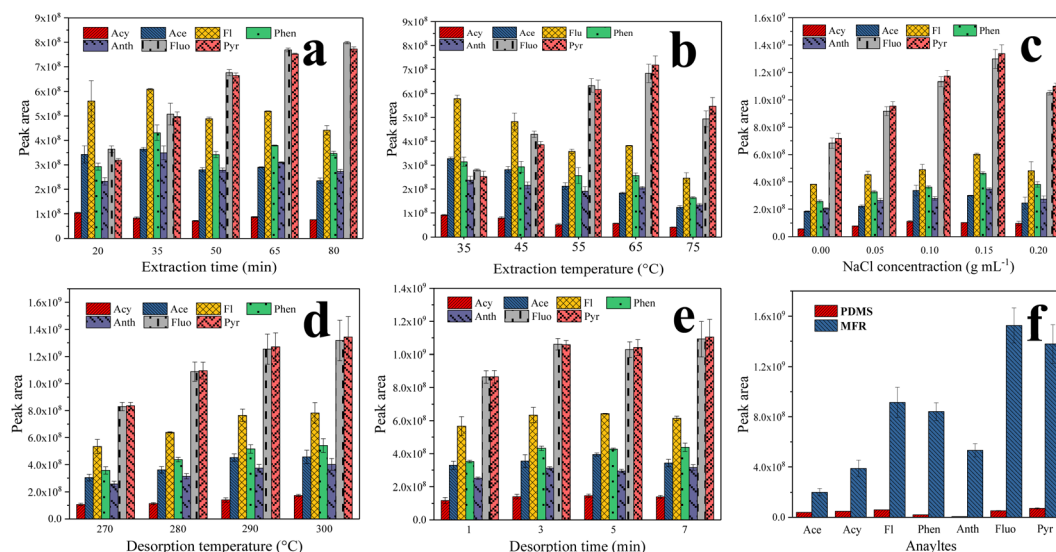 Acy Ace Fl Phen
Anth Fluo Pyr
a
Peak area
9x10⁸
8x10⁸
7x10⁸
6x10⁸
5x10⁸
4x10⁸
3x10⁸
2x10⁸
1x10⁸
0
20 35 50 65 80
Extraction time (min)
Acy Ace Flu Phen
Anth Fluo Pyr
b
Peak area
9x10⁸
8x10⁸
7x10⁸
6x10⁸
5x10⁸
4x10⁸
3x10⁸
2x10⁸
1x10⁸
0
35 45 55 65 75
Extraction temperature (°C)
Acy Ace Fl Phen
Anth Fluo Pyr
c
Peak area
1.6x10⁹
1.4x10⁹
1.2x10⁹
1.0x10⁹
8.0x10⁸
6.0x10⁸
4.0x10⁸
2.0x10⁸
0.0
0.00 0.05 0.10 0.15 0.20
NaCl concentration (g mL⁻¹)
Acy Ace Fl Phen
Anth Fluo Pyr
d
Peak area
1.6x10⁹
1.4x10⁹
1.2x10⁹
1.0x10⁹
8.0x10⁸
6.0x10⁸
4.0x10⁸
2.0x10⁸
0.0
270 280 290 300
Desorption temperature (°C)
Acy Ace Fl Phen
Anth Fluo Pyr
e
Peak area
1.4x10⁹
1.2x10⁹
1.0x10⁹
8.0x10⁸
6.0x10⁸
4.0x10⁸
2.0x10⁸
0.0
1 3 5 7
Desorption time (min)
PDMS
MFR
f
Peak area
1.6x10⁹
1.2x10⁹
8.0x10⁸
4.0x10⁸
0.0
Ace Acy Fl Phen Anth Fluo Pyr
Anayltes